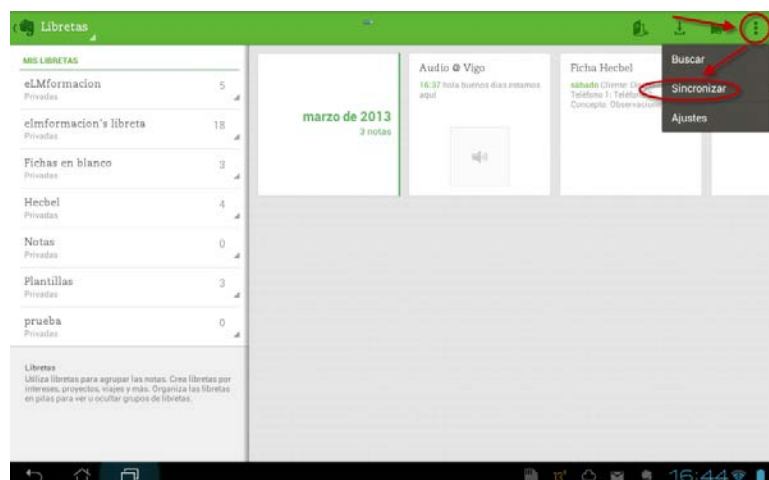 Libretas
MIS LIBRETAS
eLMformacion 5
Privadas
elmformacion's libreta 18
Privadas
Fichas en blanco 3
Privadas
Hecbel 4
Privadas
Notas 0
Privadas
Plantillas 3
Privadas
prueba 0
Privadas
Libretas
Utiliza libretas para agrupar las notas. Crea libretas por
intereses, proyectos, viajes y más. Organiza las libretas
en pilas para ver u ocultar grupos de libretas.
marzo de 2013
3 notas
Audio @ Vigo
16:37 hola buenos dias estamos
aqui
Ficha Hecbel
sábado Cliente:
Teléfono 1:
Concepto:
Buscar
Sincronizar
Ajustes
13°
16:44